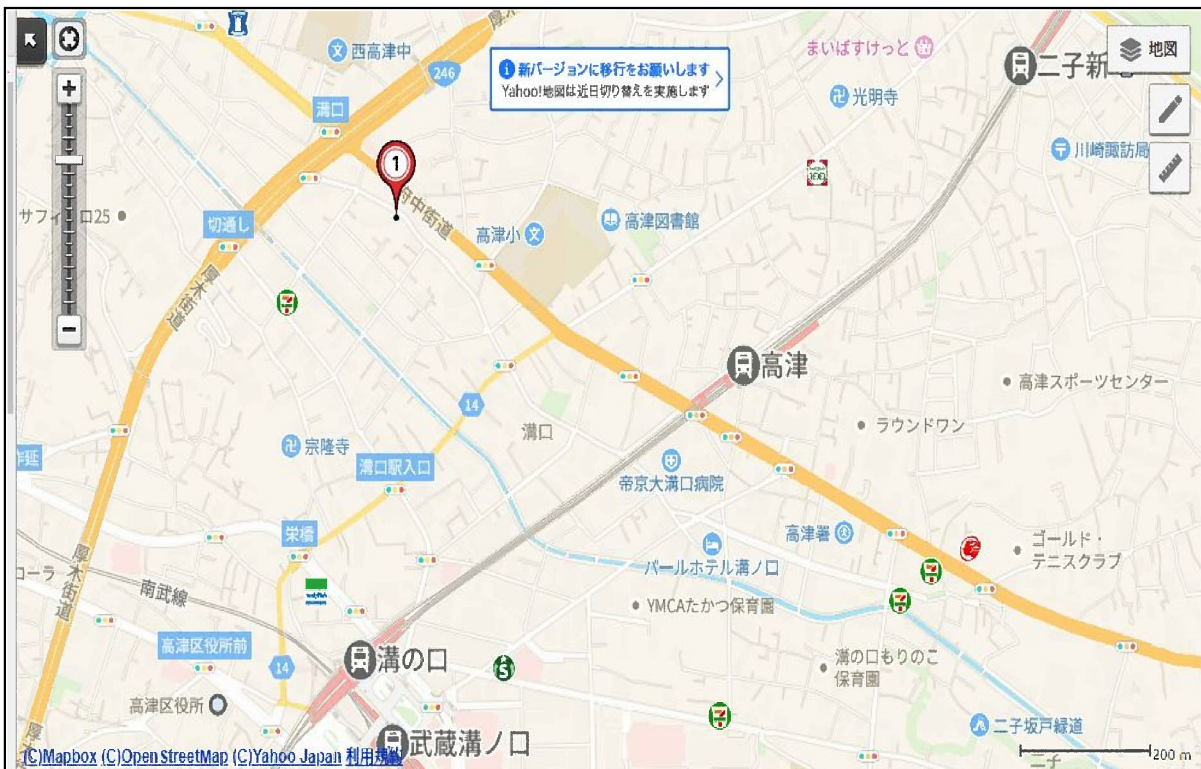 西高津中
246
新バージョンに移行をお願いします
Yahoo!地図は近日切り替えを実施します
まいばすけっと
二子新
地図
溝口
光明寺
川崎諏訪局
1
府中街道
高津小
高津図書館
切通し
厚木街道
高津
高津スポーツセンター
14
溝口
ラウンドワン
宗隆寺
溝口駅入口
帝京大溝口病院
栄橋
高津署
ゴールド・
テニスクラブ
パールホテル溝ノ口
南武線
厚木街道
YMCAたかつ保育園
高津区役所前
14
溝の口
溝の口もりのこ
保育園
高津区役所
二子坂戸緑道
武蔵溝ノ口
(C)Mapbox (C)OpenStreetMap (C)Yahoo Japan 利用規約
200 m
二子